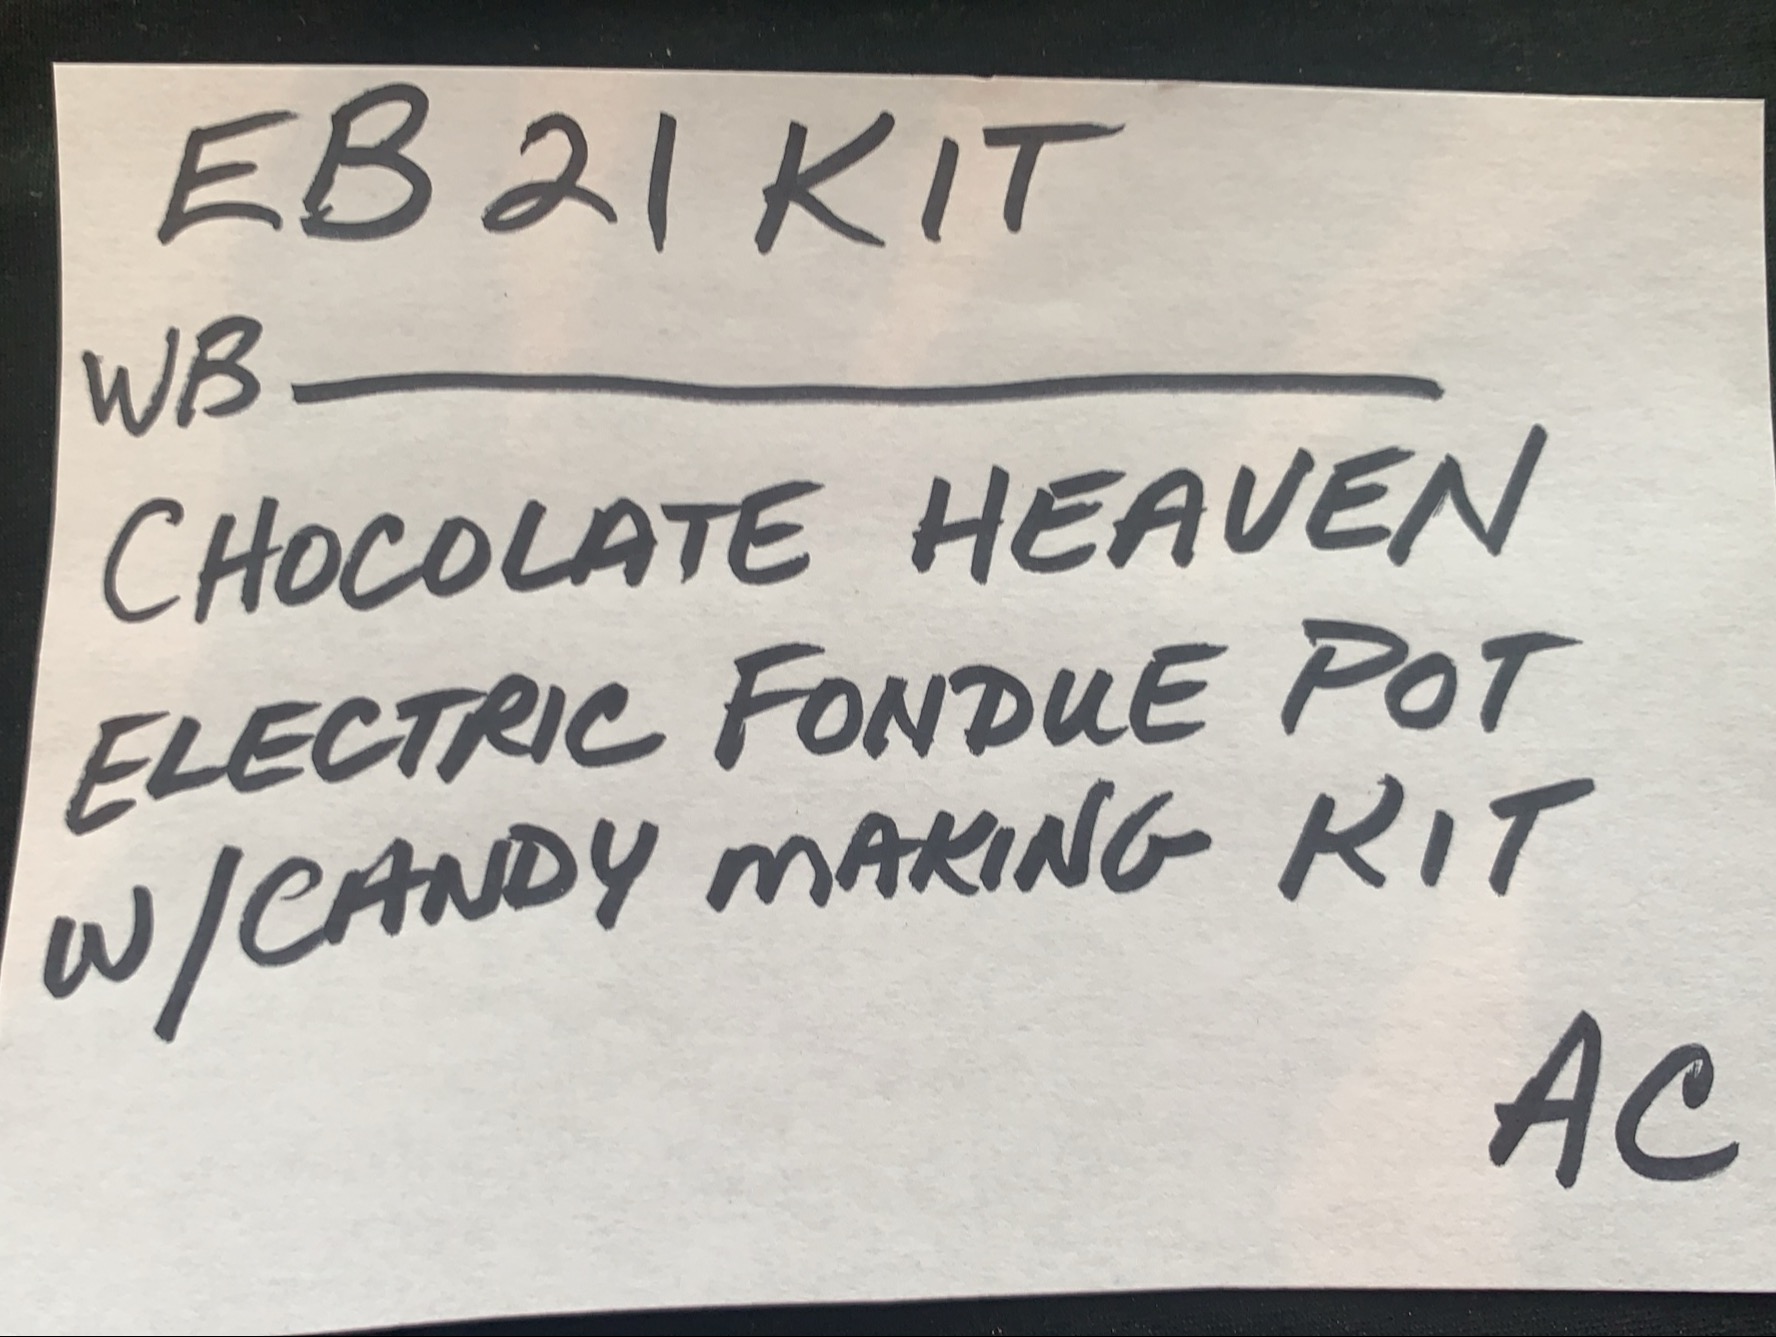 EB 21 KIT
WB
CHOCOLATE HEAVEN
ELECTRIC FONDUE POT
W/CANDY MAKING KIT
AC